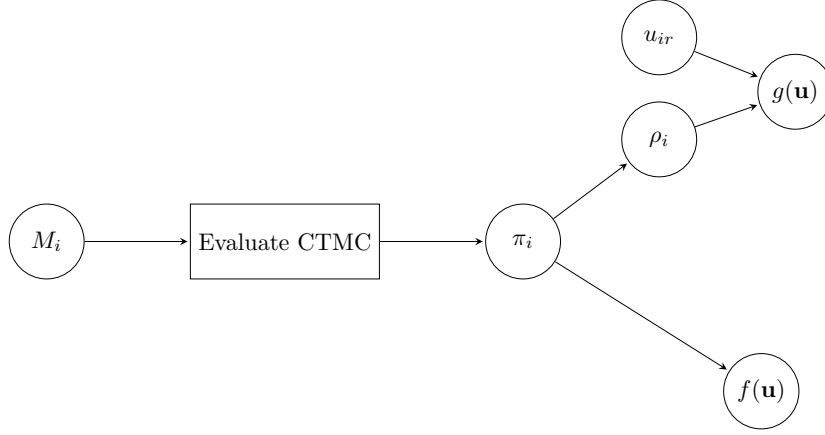 u_{ir}
g(𝐮)
ρ_i
M_i
Evaluate CTMC
π_i
f(𝐮)